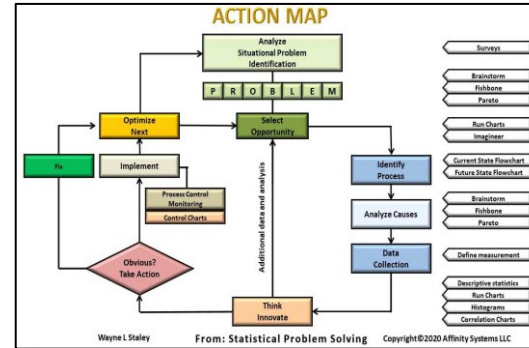 ACTION MAP
Analyze
Situational Problem
Identification
P R O B L E M
Optimize
Next
Select
Opportunity
Fix
Implement
Process Control
Monitoring
Control Charts
Additional data and analysis
Identify
Process
Analyze Causes
Data
Collection
Obvious?
Take Action
Think
Innovate
Surveys
Brainstorm
Fishbone
Pareto
Run Charts
Imagineer
Current State Flowchart
Future State Flowchart
Brainstorm
Fishbone
Pareto
Define measurement
Descriptive statistics
Run Charts
Histograms
Correlation Charts
Wayne L Staley
From: Statistical Problem Solving
Copyright©2020 Affinity Systems LLC